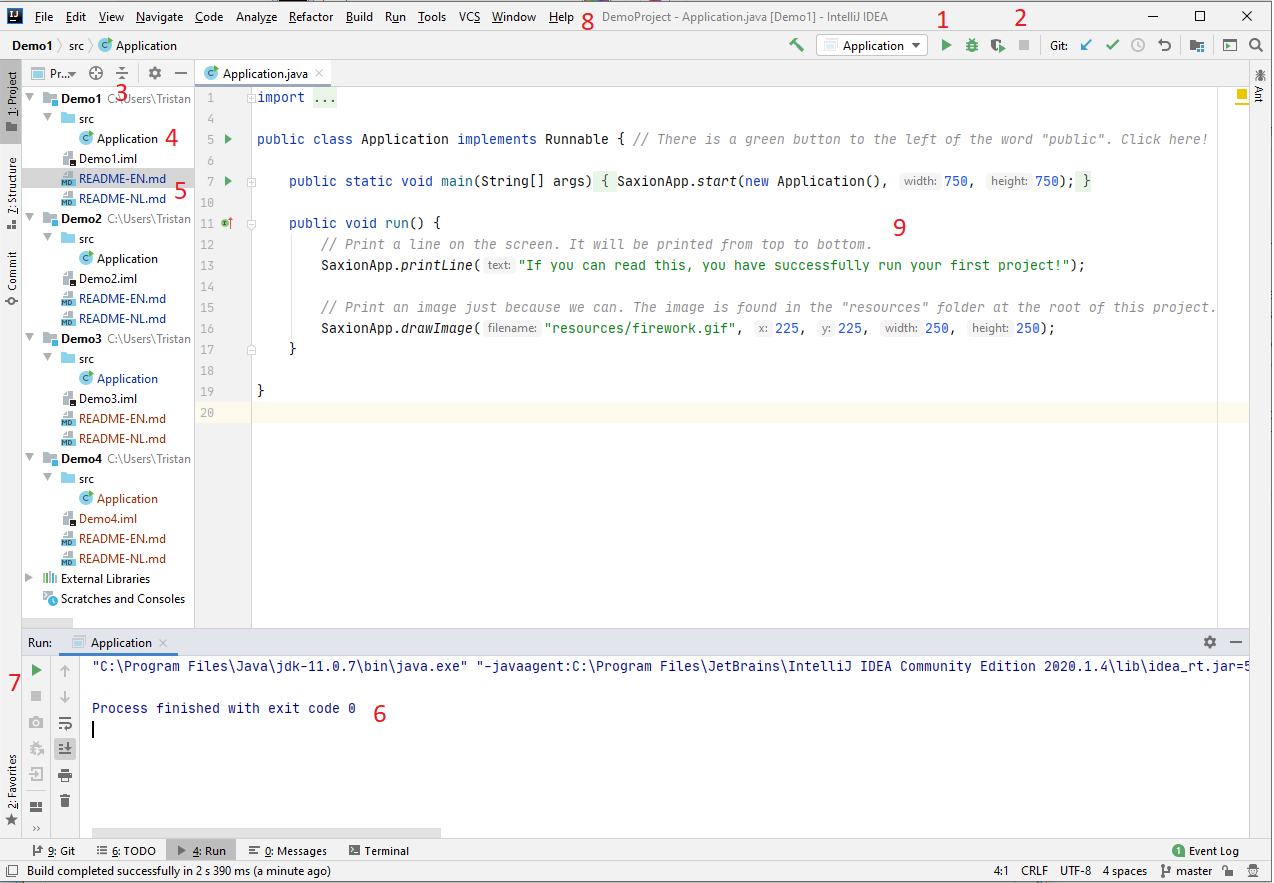 IJ File Edit View Navigate Code Analyze Refactor Build Run Tools VCS Window Help 8 DemoProject - Application.java [Demo1] - IntelliJ IDEA 1 2
Demo1 src Application Application Git:
1: Project Pr... 3 Application.java Ant
Demo1 C:\Users\Tristan
src
Application 4
Demo1.iml
README-EN.md
README-NL.md 5
Demo2 C:\Users\Tristan
src
Application
Demo2.iml
README-EN.md
README-NL.md
Demo3 C:\Users\Tristan
src
Application
Demo3.iml
README-EN.md
README-NL.md
Demo4 C:\Users\Tristan
src
Application
Demo4.iml
README-EN.md
README-NL.md
External Libraries
Scratches and Consoles
7: Structure
Commit
2: Favorites
1 import ...
4
5 public class Application implements Runnable { // There is a green button to the left of the word "public". Click here!
6
7 public static void main(String[] args) { SaxionApp.start(new Application(), width: 750, height: 750); }
10
11 public void run() { 9
12 // Print a line on the screen. It will be printed from top to bottom.
13 SaxionApp.printLine( text: "If you can read this, you have successfully run your first project!");
14
15 // Print an image just because we can. The image is found in the "resources" folder at the root of this project.
16 SaxionApp.drawImage( filename: "resources/firework.gif", x: 225, y: 225, width: 250, height: 250);
17 }
18
19 }
20
Run: Application
7 "C:\Program Files\Java\jdk-11.0.7\bin\java.exe" "-javaagent:C:\Program Files\JetBrains\IntelliJ IDEA Community Edition 2020.1.4\lib\idea_rt.jar=5
Process finished with exit code 0 6
9: Git 6: TODO 4: Run 0: Messages Terminal 1 Event Log
Build completed successfully in 2 s 390 ms (a minute ago) 4:1 CRLF UTF-8 4 spaces master